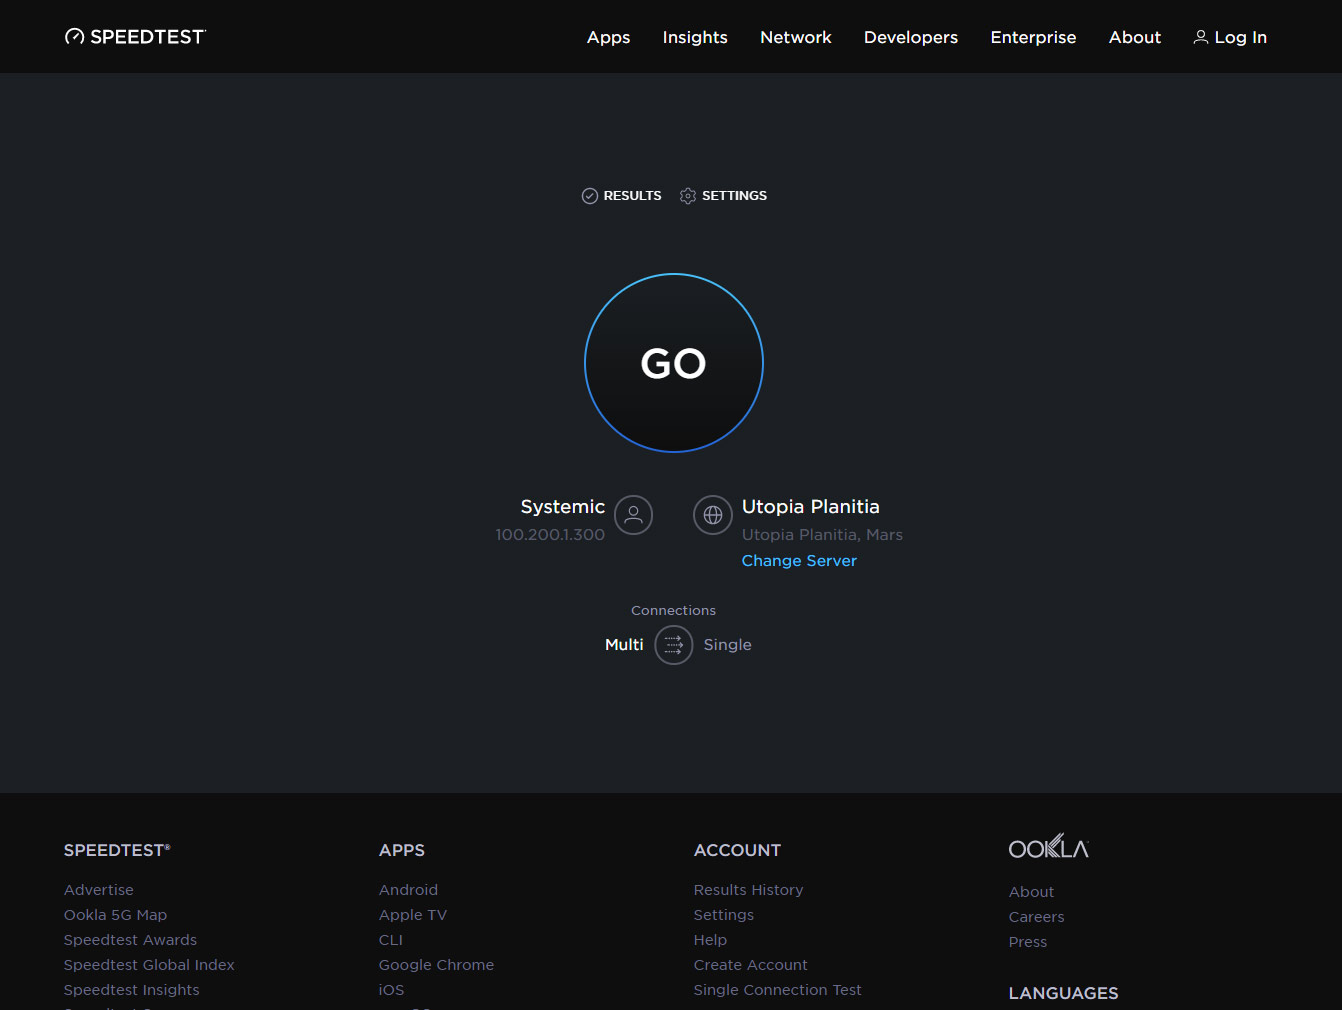 SPEEDTEST
Apps Insights Network Developers Enterprise About Log In
RESULTS SETTINGS
GO
Systemic
100.200.1.300
Utopia Planitia
Utopia Planitia, Mars
Change Server
Connections
Multi Single
SPEEDTEST®
Advertise
Ookla 5G Map
Speedtest Awards
Speedtest Global Index
Speedtest Insights
APPS
Android
Apple TV
CLI
Google Chrome
iOS
ACCOUNT
Results History
Settings
Help
Create Account
Single Connection Test
OOKLA
About
Careers
Press
LANGUAGES